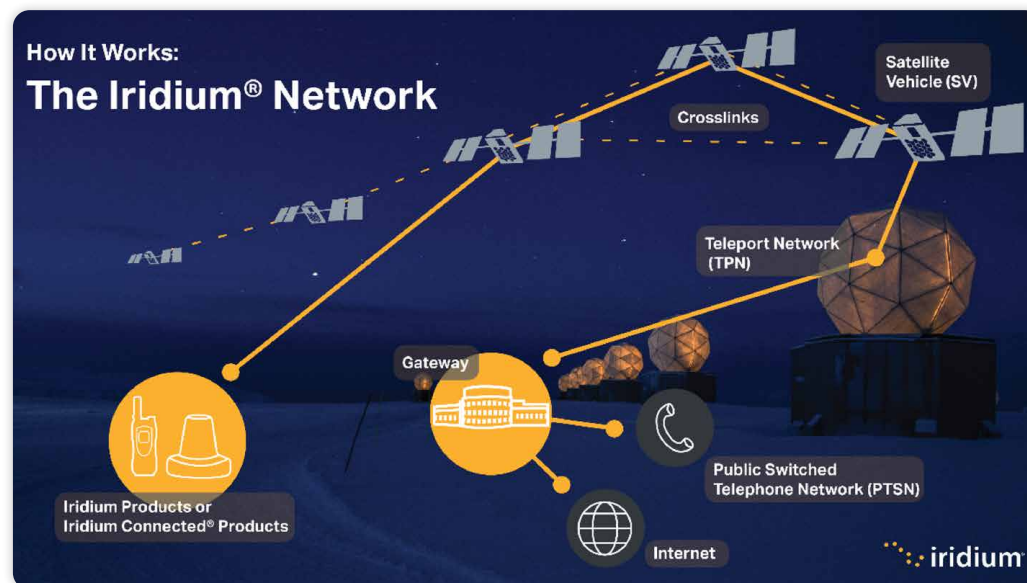 How It Works:
The Iridium® Network
Satellite
Vehicle (SV)
Crosslinks
Teleport Network
(TPN)
Gateway
Public Switched
Telephone Network (PTSN)
Iridium Products or
Iridium Connected® Products
Internet
iridium